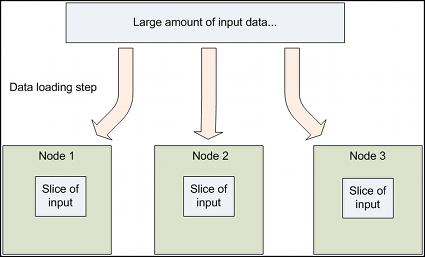 Large amount of input data...
Data loading step
Node 1
Node 2
Node 3
Slice of
input
Slice of
input
Slice of
input